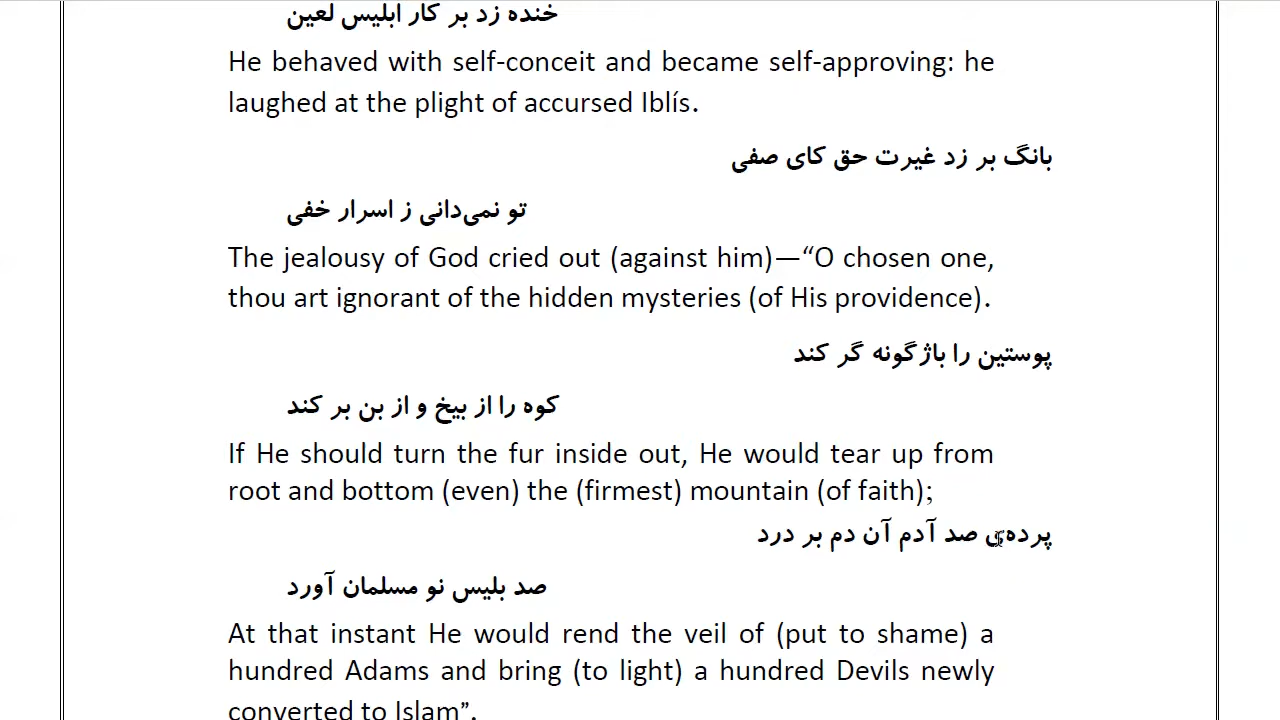 خنده زد بر کار ابلیس لعین
He behaved with self-conceit and became self-approving: he
laughed at the plight of accursed Iblís.
بانگ بر زد غیرت حق کای صفی
تو نمی‌دانی ز اسرار خفی
The jealousy of God cried out (against him)—“O chosen one,
thou art ignorant of the hidden mysteries (of His providence).
پوستین را باژگونه گر کند
کوه را از بیخ و از بن بر کند
If He should turn the fur inside out, He would tear up from
root and bottom (even) the (firmest) mountain (of faith);
پرده‌ی صد آدم آن دم بر درد
صد بلیس نو مسلمان آورد
At that instant He would rend the veil of (put to shame) a
hundred Adams and bring (to light) a hundred Devils newly
converted to Islam”.